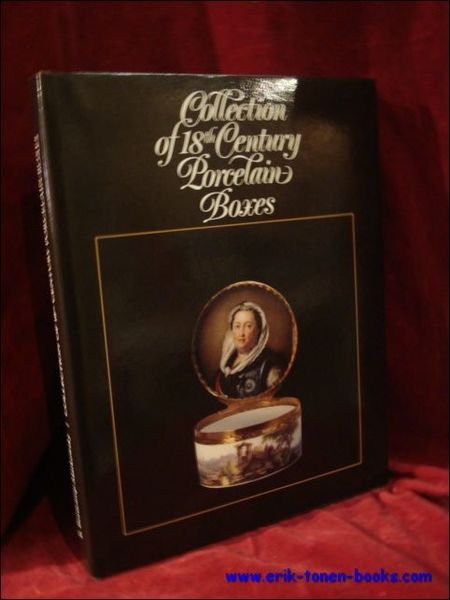 Collection
of 18th Century
Porcelain
Boxes
www.erik-tonen-books.com